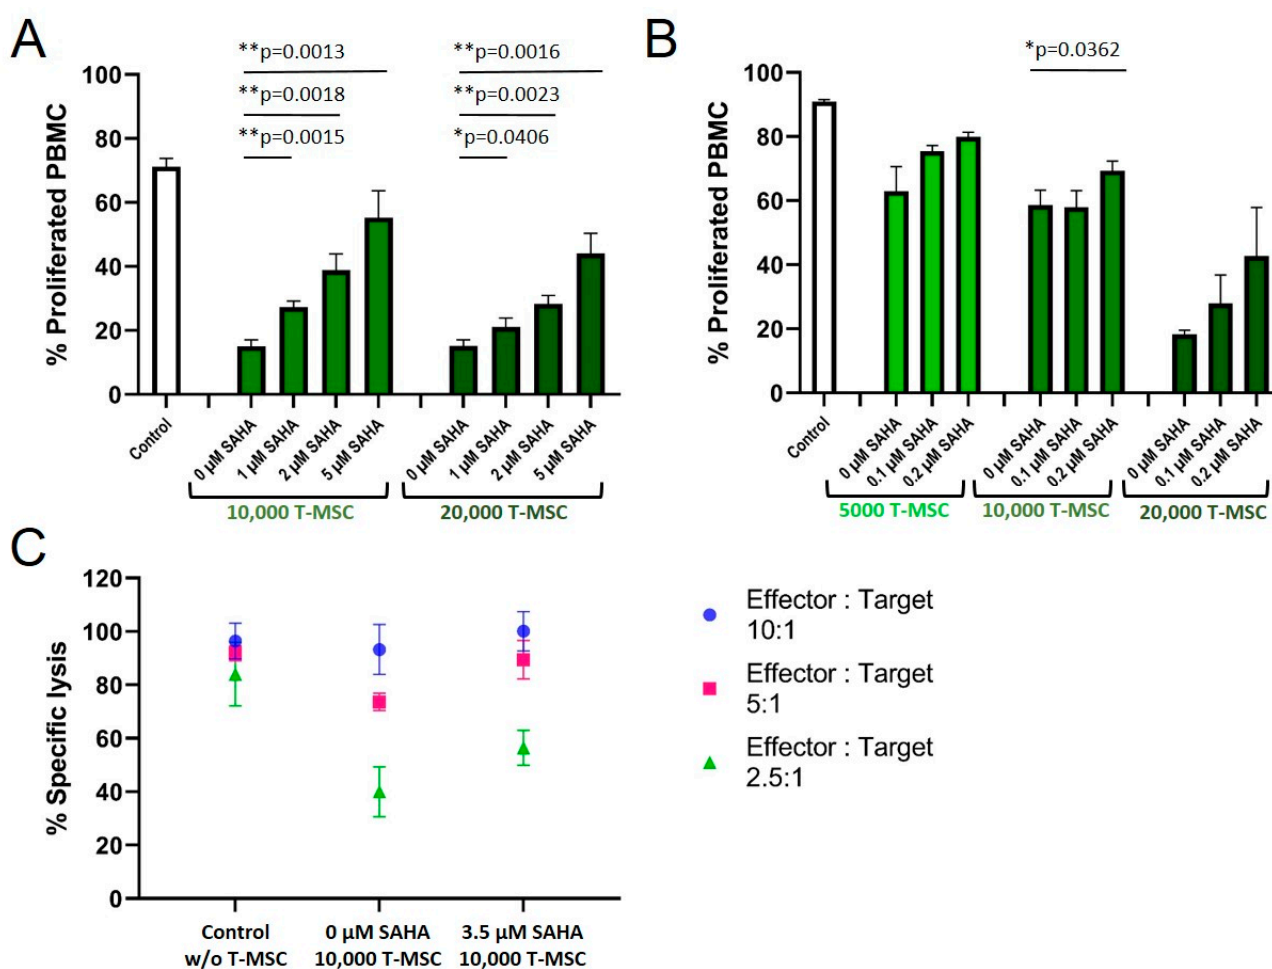 A
**p=0.0013
**p=0.0018
**p=0.0015
**p=0.0016
**p=0.0023
*p=0.0406
% Proliferated PBMC
100
80
60
40
20
0
Control
0 µM SAHA
1 µM SAHA
2 µM SAHA
5 µM SAHA
0 µM SAHA
1 µM SAHA
2 µM SAHA
5 µM SAHA
10,000 T-MSC
20,000 T-MSC
B
*p=0.0362
% Proliferated PBMC
100
80
60
40
20
0
Control
0 µM SAHA
0.1 µM SAHA
0.2 µM SAHA
0 µM SAHA
0.1 µM SAHA
0.2 µM SAHA
0 µM SAHA
0.1 µM SAHA
0.2 µM SAHA
5000 T-MSC
10,000 T-MSC
20,000 T-MSC
C
% Specific lysis
120
100
80
60
40
20
0
Control
w/o T-MSC
0 µM SAHA
10,000 T-MSC
3.5 µM SAHA
10,000 T-MSC
Effector : Target
10:1
Effector : Target
5:1
Effector : Target
2.5:1